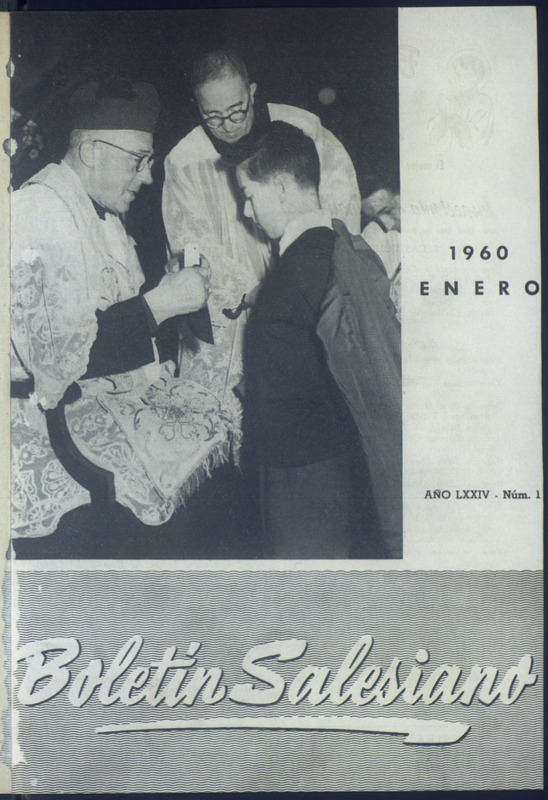 1960
ENERO
AÑO LXXIV - Núm. 1
Boletín Salesiano